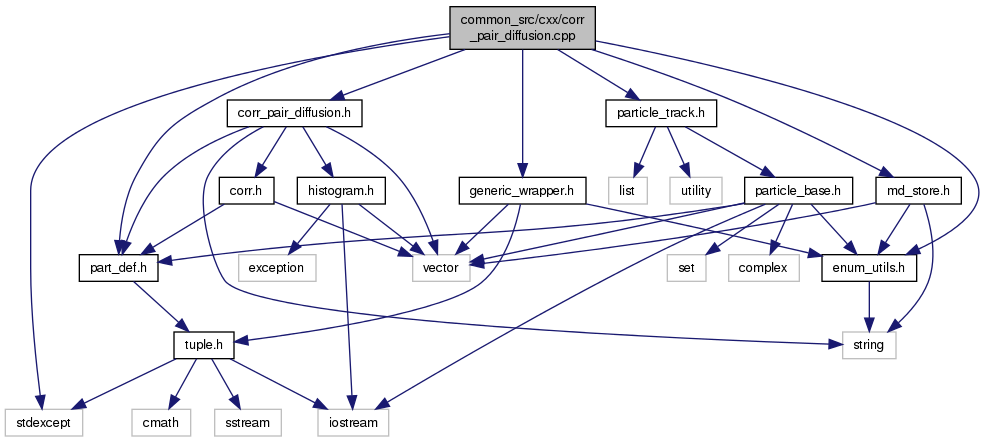 common_src/cxx/corr
_pair_diffusion.cpp
corr_pair_diffusion.h
particle_track.h
corr.h
histogram.h
generic_wrapper.h
list
utility
particle_base.h
md_store.h
part_def.h
exception
vector
set
complex
enum_utils.h
tuple.h
string
stdexcept
cmath
sstream
iostream